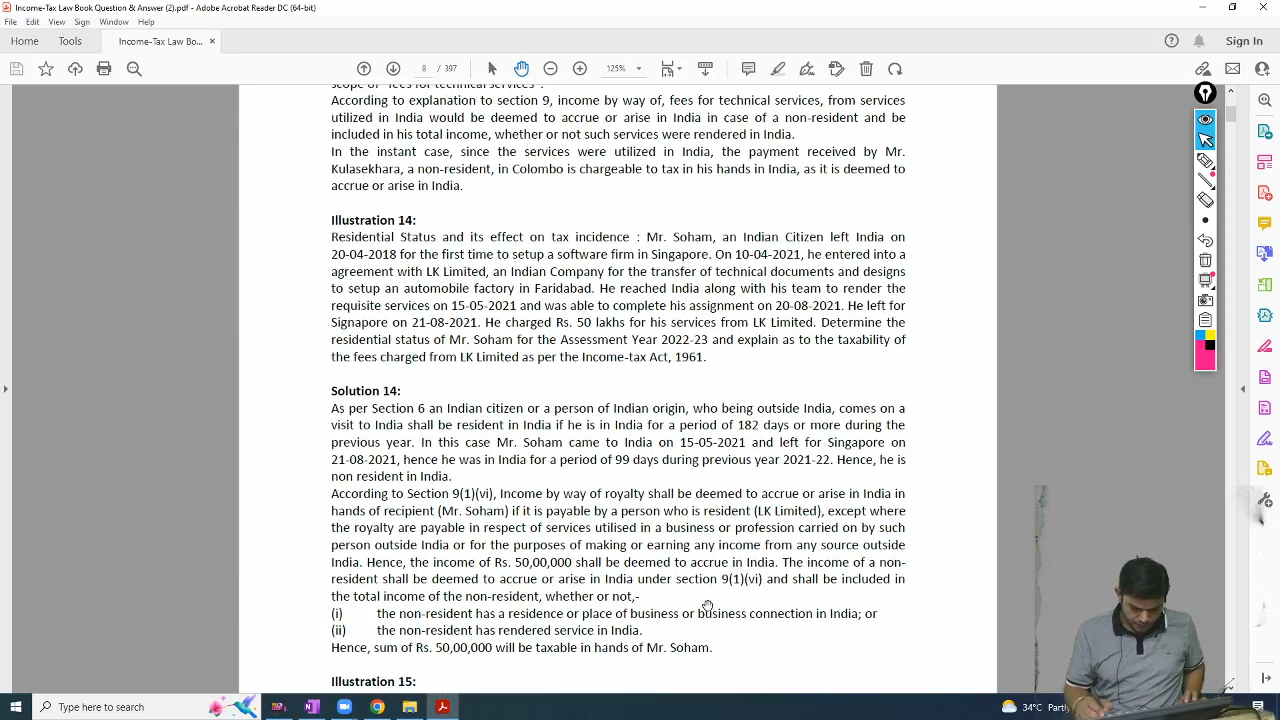 Income-Tax Law Book Question & Answer (2).pdf - Adobe Acrobat Reader DC (64-bit)
File Edit View Sign Window Help
Home Tools Income-Tax Law Bo... × Sign In
8 / 397 125%
scope of "fees for technical services".
According to explanation to section 9, income by way of, fees for technical services, from services
utilized in India would be deemed to accrue or arise in India in case of a non-resident and be
included in his total income, whether or not such services were rendered in India.
In the instant case, since the services were utilized in India, the payment received by Mr.
Kulasekhara, a non-resident, in Colombo is chargeable to tax in his hands in India, as it is deemed to
accrue or arise in India.
Illustration 14:
Residential Status and its effect on tax incidence : Mr. Soham, an Indian Citizen left India on
20-04-2018 for the first time to setup a software firm in Singapore. On 10-04-2021, he entered into a
agreement with LK Limited, an Indian Company for the transfer of technical documents and designs
to setup an automobile factory in Faridabad. He reached India along with his team to render the
requisite services on 15-05-2021 and was able to complete his assignment on 20-08-2021. He left for
Signapore on 21-08-2021. He charged Rs. 50 lakhs for his services from LK Limited. Determine the
residential status of Mr. Soham for the Assessment Year 2022-23 and explain as to the taxability of
the fees charged from LK Limited as per the Income-tax Act, 1961.
Solution 14:
As per Section 6 an Indian citizen or a person of Indian origin, who being outside India, comes on a
visit to India shall be resident in India if he is in India for a period of 182 days or more during the
previous year. In this case Mr. Soham came to India on 15-05-2021 and left for Singapore on
21-08-2021, hence he was in India for a period of 99 days during previous year 2021-22. Hence, he is
non resident in India.
According to Section 9(1)(vi), Income by way of royalty shall be deemed to accrue or arise in India in
hands of recipient (Mr. Soham) if it is payable by a person who is resident (LK Limited), except where
the royalty are payable in respect of services utilised in a business or profession carried on by such
person outside India or for the purposes of making or earning any income from any source outside
India. Hence, the income of Rs. 50,00,000 shall be deemed to accrue in India. The income of a non-
resident shall be deemed to accrue or arise in India under section 9(1)(vi) and shall be included in
the total income of the non-resident, whether or not,-
(i) the non-resident has a residence or place of business or business connection in India; or
(ii) the non-resident has rendered service in India.
Hence, sum of Rs. 50,00,000 will be taxable in hands of Mr. Soham.
Illustration 15:
Type here to search 34°C Partly